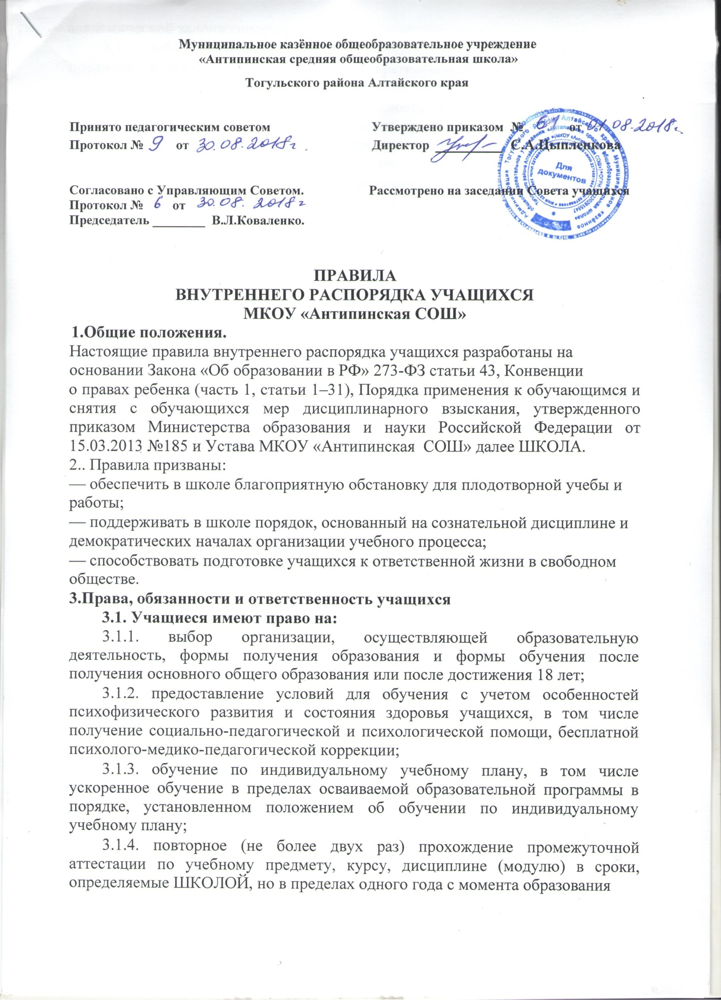 Муниципальное казённое общеобразовательное учреждение
«Антипинская средняя общеобразовательная школа»
Тогульского района Алтайского края
Принято педагогическим советом
Протокол № 9 от 30.08.2018г.
Утверждено приказом № от 08.2018г.
Директор С.А.Цыпленкова
Для
документов
Согласовано с Управляющим Советом.
Протокол № 6 от 30.08. 2018г
Председатель ________ В.Л.Коваленко.
Рассмотрено на заседании Совета учащихся
ПРАВИЛА
ВНУТРЕННЕГО РАСПОРЯДКА УЧАЩИХСЯ
МКОУ «Антипинская СОШ»
1.Общие положения.
Настоящие правила внутреннего распорядка учащихся разработаны на
основании Закона «Об образовании в РФ» 273-ФЗ статьи 43, Конвенции
о правах ребенка (часть 1, статьи 1–31), Порядка применения к обучающимся и
снятия с обучающихся мер дисциплинарного взыскания, утвержденного
приказом Министерства образования и науки Российской Федерации от
15.03.2013 №185 и Устава МКОУ «Антипинская СОШ» далее ШКОЛА.
2.. Правила призваны:
— обеспечить в школе благоприятную обстановку для плодотворной учебы и
работы;
— поддерживать в школе порядок, основанный на сознательной дисциплине и
демократических началах организации учебного процесса;
— способствовать подготовке учащихся к ответственной жизни в свободном
обществе.
3.Права, обязанности и ответственность учащихся
3.1. Учащиеся имеют право на:
3.1.1. выбор организации, осуществляющей образовательную
деятельность, формы получения образования и формы обучения после
получения основного общего образования или после достижения 18 лет;
3.1.2. предоставление условий для обучения с учетом особенностей
психофизического развития и состояния здоровья учащихся, в том числе
получение социально-педагогической и психологической помощи, бесплатной
психолого-медико-педагогической коррекции;
3.1.3. обучение по индивидуальному учебному плану, в том числе
ускоренное обучение в пределах осваиваемой образовательной программы в
порядке, установленном положением об обучении по индивидуальному
учебному плану;
3.1.4. повторное (не более двух раз) прохождение промежуточной
аттестации по учебному предмету, курсу, дисциплине (модулю) в сроки,
определяемые ШКОЛОЙ, но в пределах одного года с момента образования